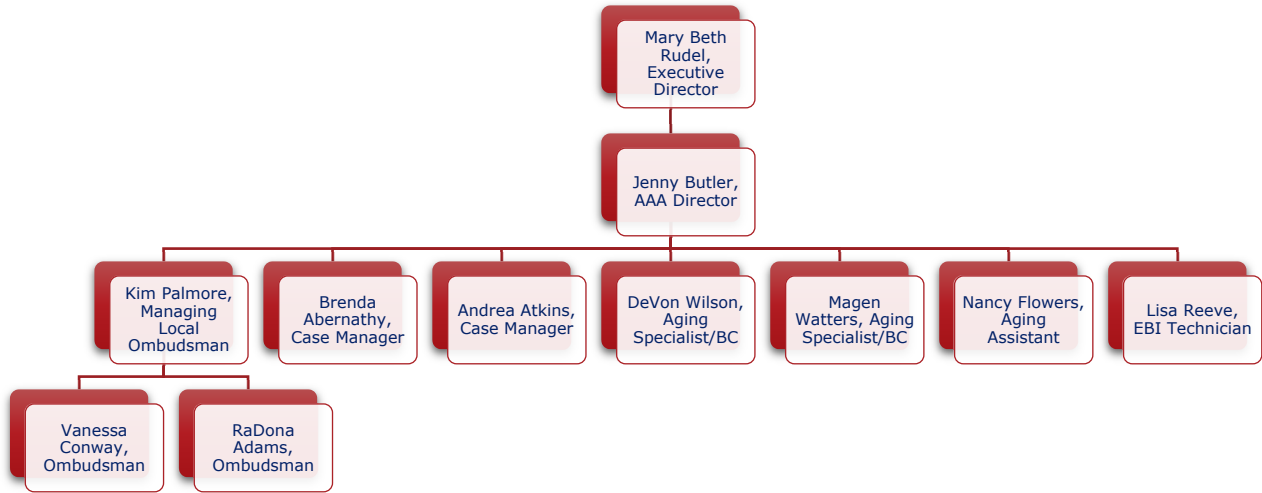 Mary Beth
Rudel,
Executive
Director
Jenny Butler,
AAA Director
Kim Palmore,
Managing
Local
Ombudsman
Brenda
Abernathy,
Case Manager
Andrea Atkins,
Case Manager
DeVon Wilson,
Aging
Specialist/BC
Magen
Watters, Aging
Specialist/BC
Nancy Flowers,
Aging
Assistant
Lisa Reeve,
EBI Technician
Vanessa
Conway,
Ombudsman
RaDona
Adams,
Ombudsman